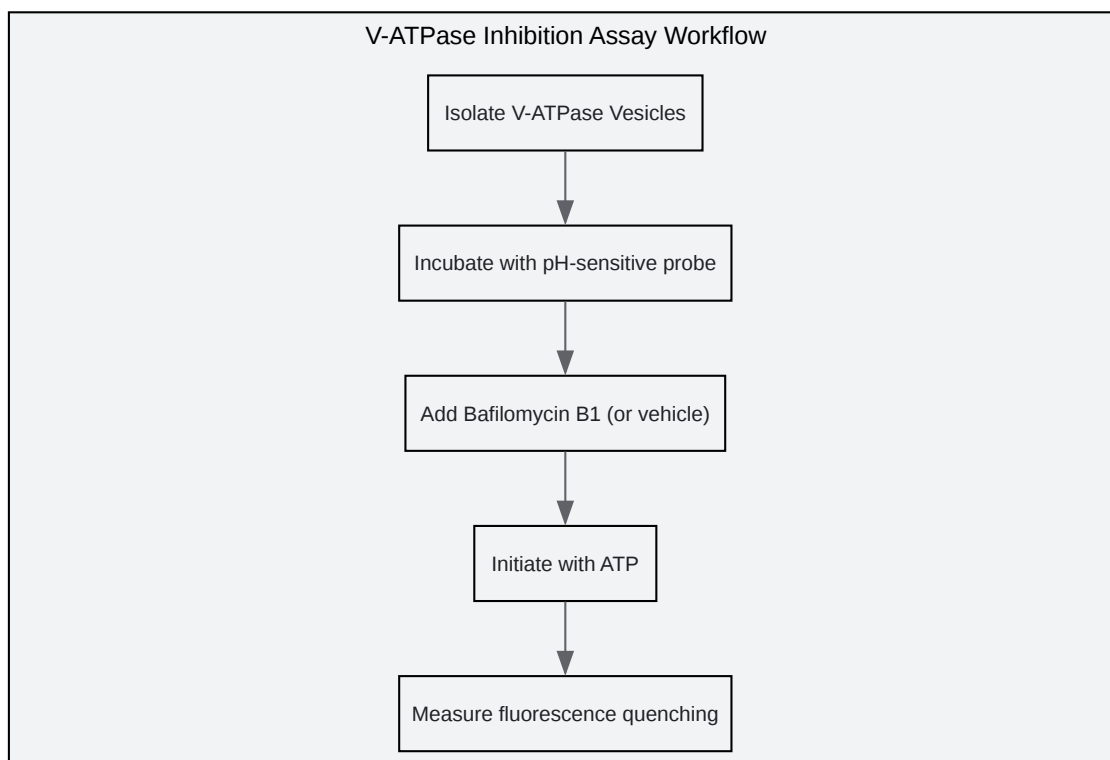 V-ATPase Inhibition Assay Workflow
Isolate V-ATPase Vesicles
Incubate with pH-sensitive probe
Add Bafilomycin B1 (or vehicle)
Initiate with ATP
Measure fluorescence quenching